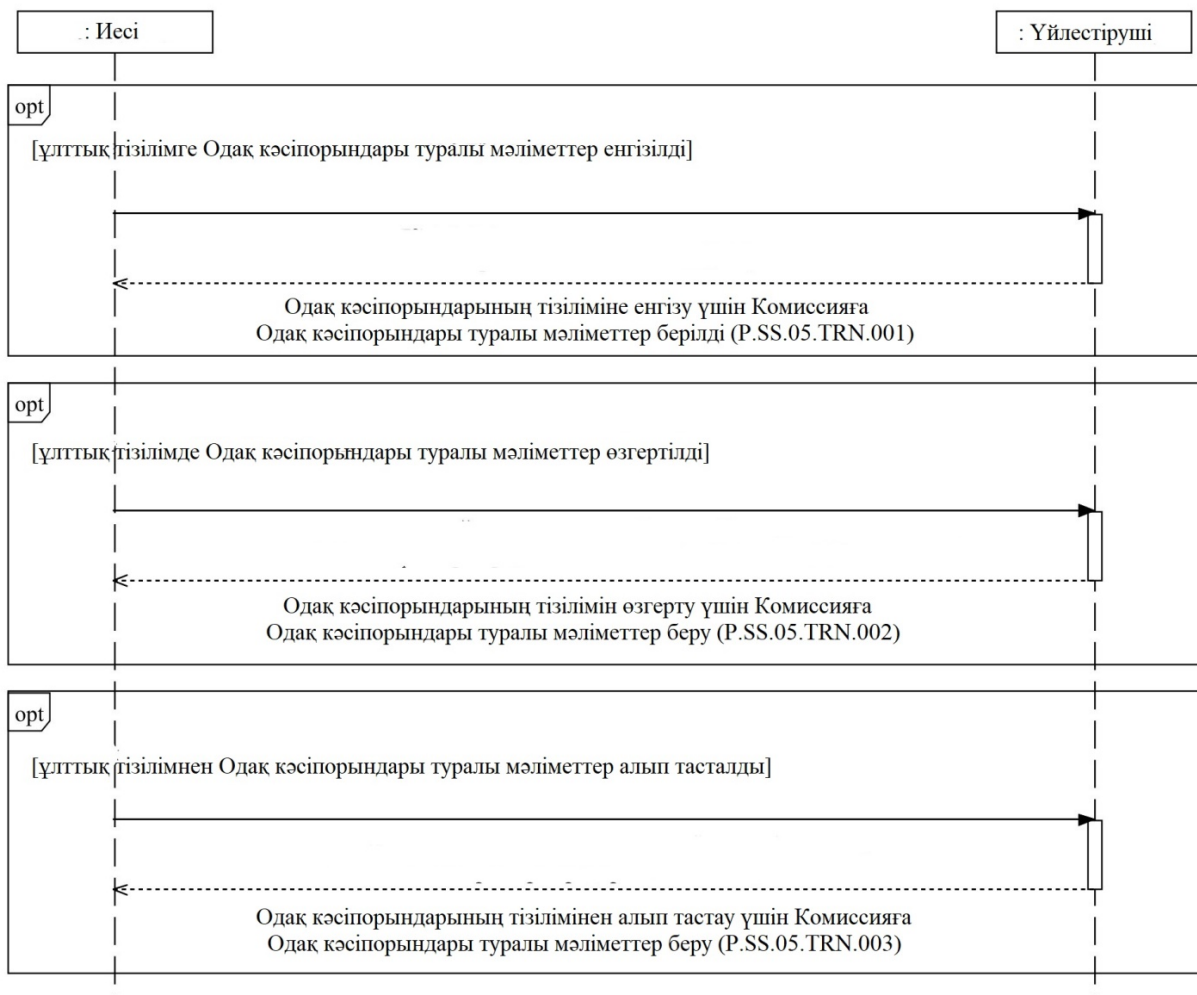 : Иесі
: Үйлестіруші
opt
[ұлттық тізілімге Одақ кәсіпорындары туралы мәліметтер енгізілді]
Одақ кәсіпорындарының тізіліміне енгізу үшін Комиссияға
Одақ кәсіпорындары туралы мәліметтер берілді (P.SS.05.TRN.001)
opt
[ұлттық тізілімде Одақ кәсіпорындары туралы мәліметтер өзгертілді]
Одақ кәсіпорындарының тізілімін өзгерту үшін Комиссияға
Одақ кәсіпорындары туралы мәліметтер беру (P.SS.05.TRN.002)
opt
[ұлттық тізілімнен Одақ кәсіпорындары туралы мәліметтер алып тасталды]
Одақ кәсіпорындарының тізілімінен алып тастау үшін Комиссияға
Одақ кәсіпорындары туралы мәліметтер беру (P.SS.05.TRN.003)